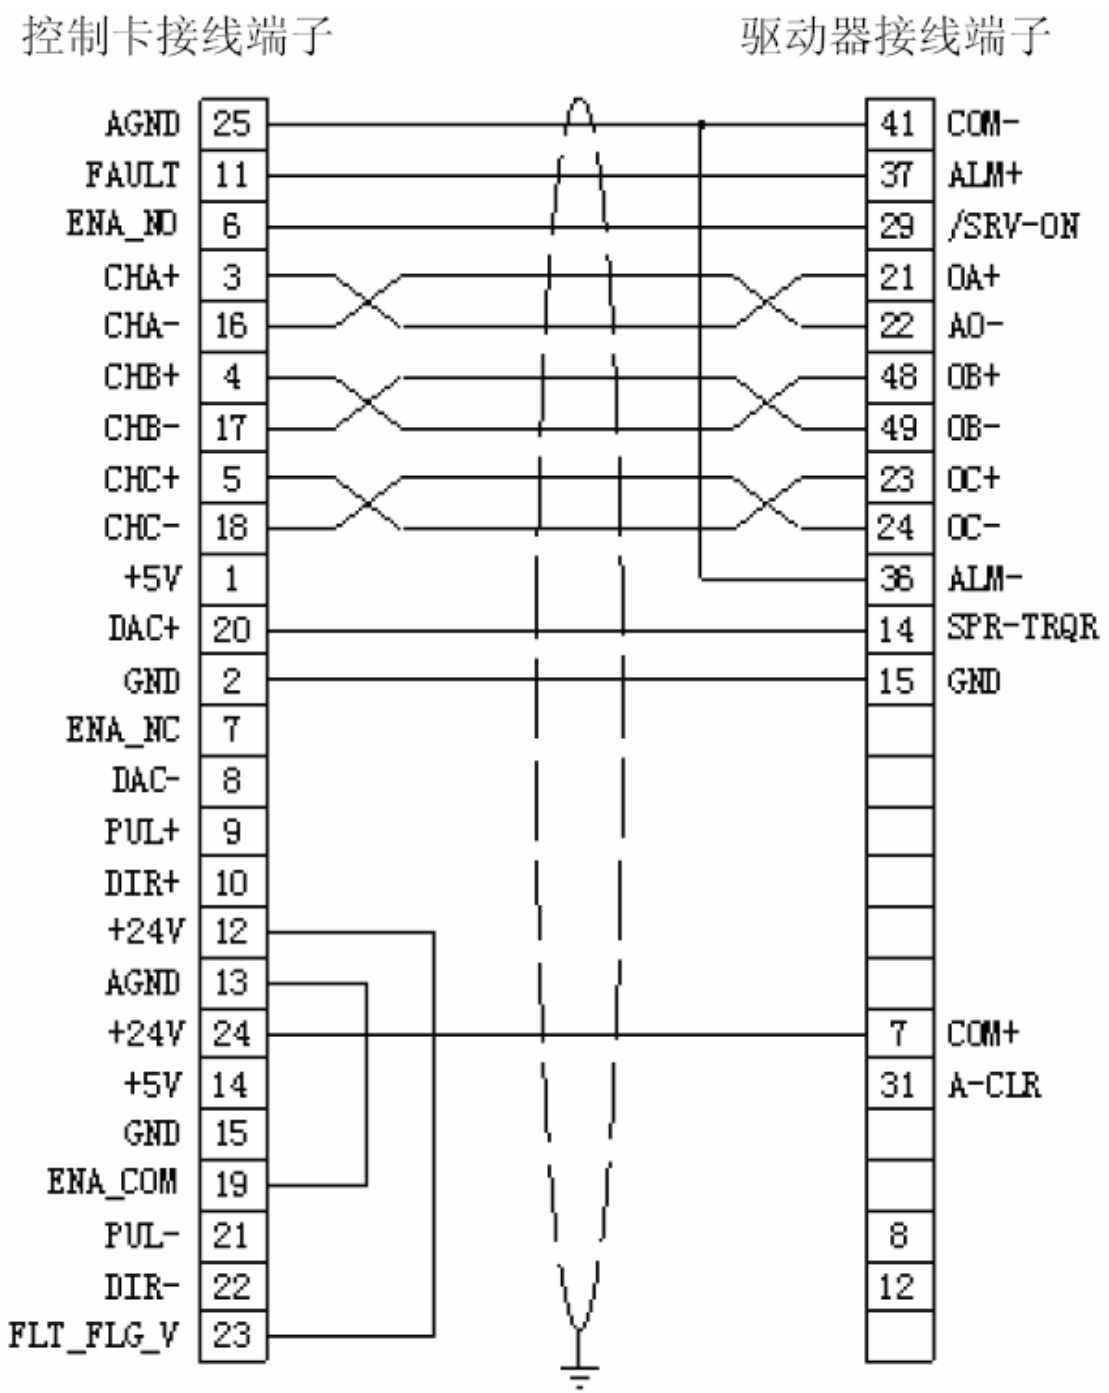 控制卡接线端子 驱动器接线端子
AGND 25 41 COM-
FAULT 11 37 ALM+
ENA_NO 6 29 /SRV-ON
CHA+ 3 21 OA+
CHA- 16 22 AO-
CHB+ 4 48 OB+
CHB- 17 49 OB-
CHC+ 5 23 OC+
CHC- 18 24 OC-
+5V 1 36 ALM-
DAC+ 20 14 SPR-TRQR
GND 2 15 GND
ENA_NC 7
DAC- 8
PUL+ 9
DIR+ 10
+24V 12
AGND 13
+24V 24 7 COM+
+5V 14 31 A-CLR
GND 15
ENA_COM 19
PUL- 21 8
DIR- 22 12
FLT_FLG_V 23